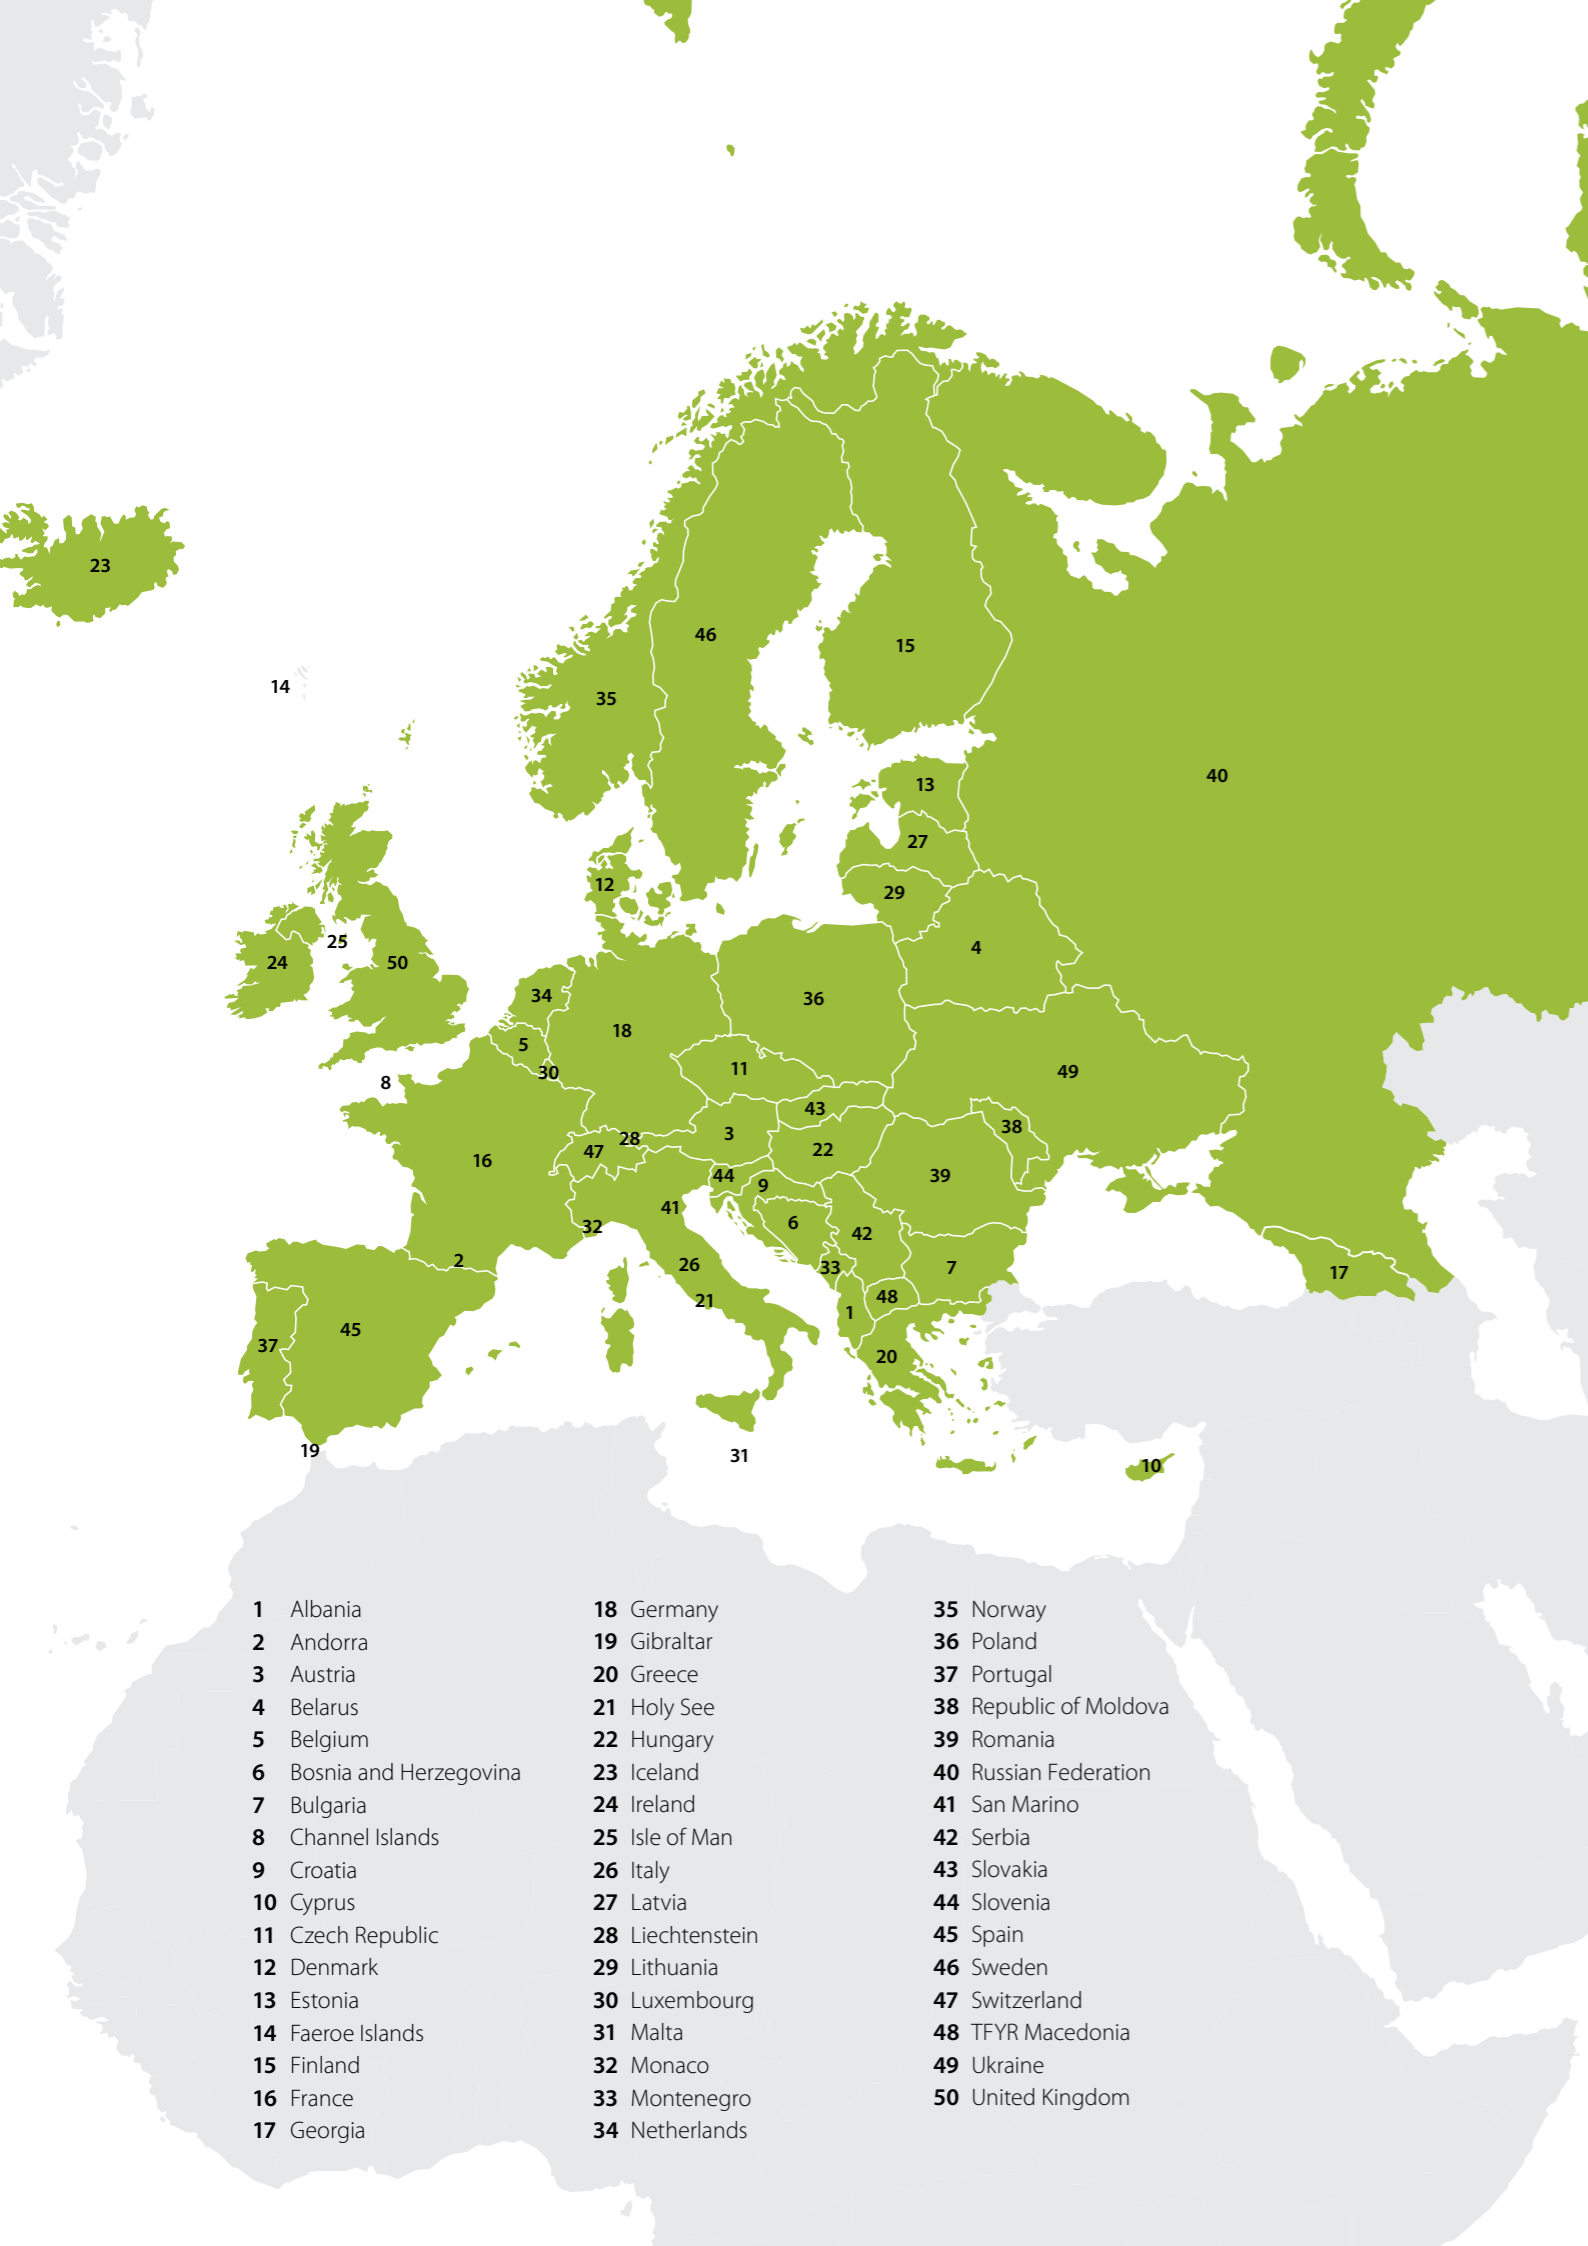 23
46
15
14
35
40
13
27
12
29
25
4
24
50
34
36
18
5
11
30
49
8
43
38
3
28
47
22
16
44
39
9
41
6
32
42
2
26
33
7
17
48
21
1
45
37
20
19
31
10
1 Albania
2 Andorra
3 Austria
4 Belarus
5 Belgium
6 Bosnia and Herzegovina
7 Bulgaria
8 Channel Islands
9 Croatia
10 Cyprus
11 Czech Republic
12 Denmark
13 Estonia
14 Faeroe Islands
15 Finland
16 France
17 Georgia
18 Germany
19 Gibraltar
20 Greece
21 Holy See
22 Hungary
23 Iceland
24 Ireland
25 Isle of Man
26 Italy
27 Latvia
28 Liechtenstein
29 Lithuania
30 Luxembourg
31 Malta
32 Monaco
33 Montenegro
34 Netherlands
35 Norway
36 Poland
37 Portugal
38 Republic of Moldova
39 Romania
40 Russian Federation
41 San Marino
42 Serbia
43 Slovakia
44 Slovenia
45 Spain
46 Sweden
47 Switzerland
48 TFYR Macedonia
49 Ukraine
50 United Kingdom